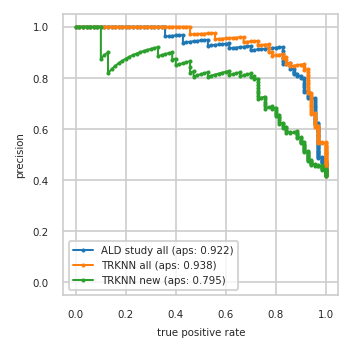 1.0
0.8
0.6
0.4
0.2
0.0
precision
ALD study all (aps: 0.922)
TRKNN all (aps: 0.938)
TRKNN new (aps: 0.795)
0.0 0.2 0.4 0.6 0.8 1.0
true positive rate